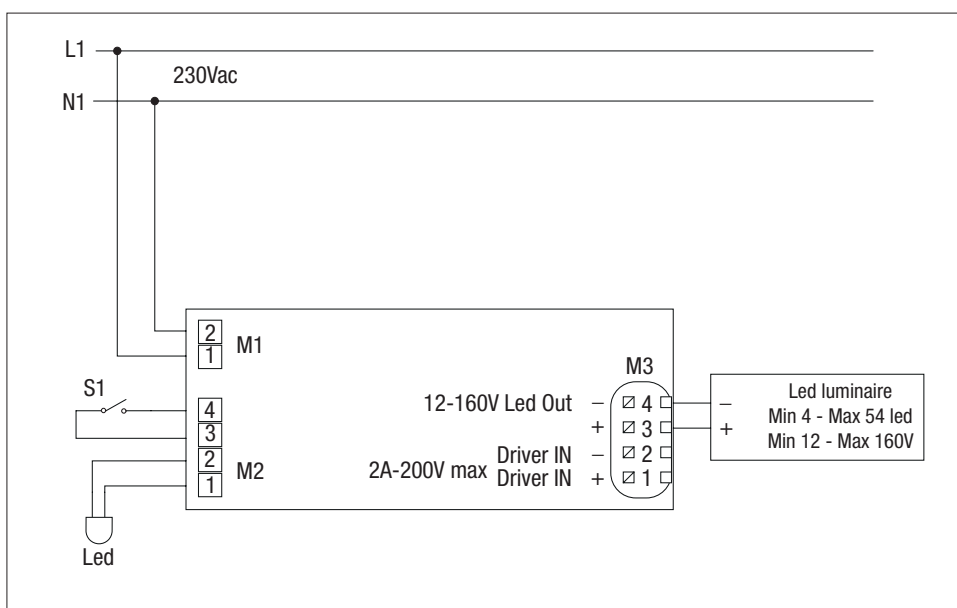 L1
230Vac
N1
2
1
M1
S1
4
3
2
1
M2
Led
M3
12-160V Led Out − 4
+ 3
Driver IN − 2
2A-200V max
Driver IN + 1
−
+
Led luminaire
Min 4 - Max 54 led
Min 12 - Max 160V